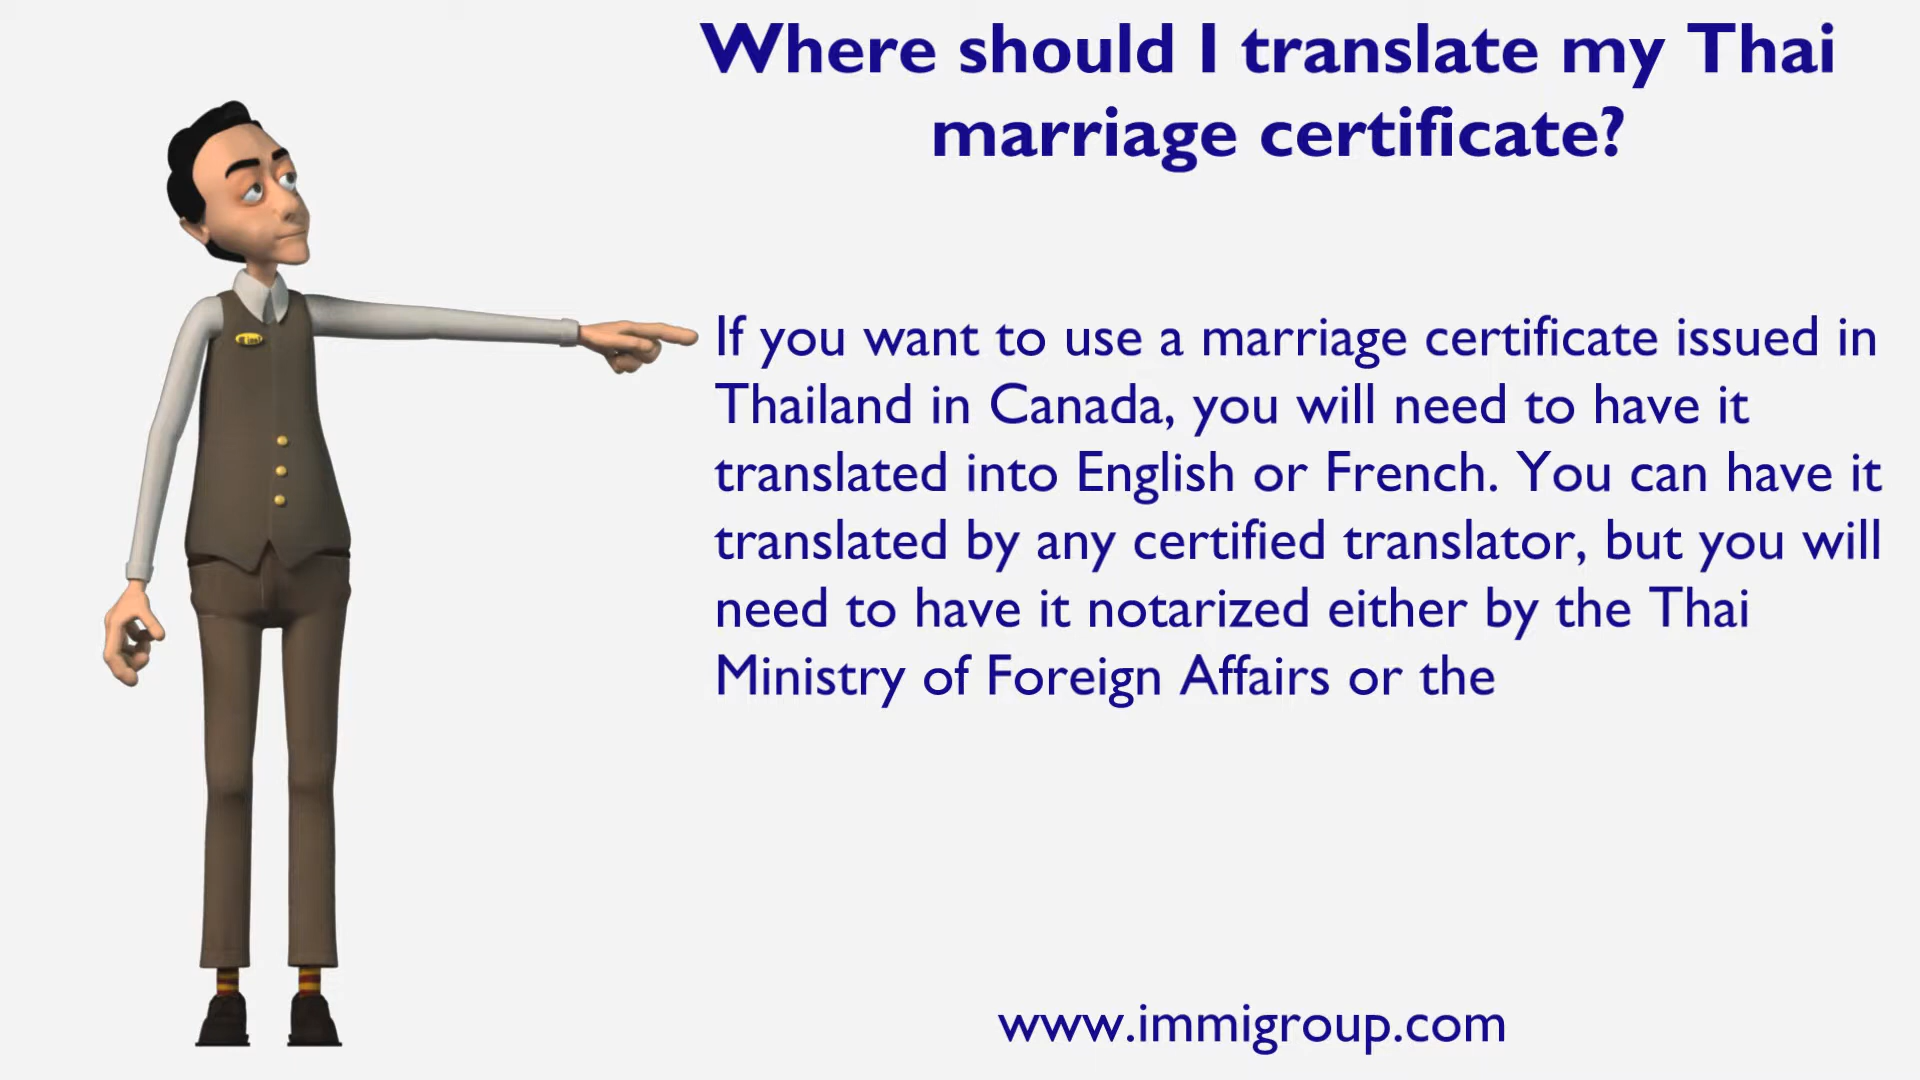 Where should I translate my Thai
marriage certificate?
If you want to use a marriage certificate issued in
Thailand in Canada, you will need to have it
translated into English or French. You can have it
translated by any certified translator, but you will
need to have it notarized either by the Thai
Ministry of Foreign Affairs or the
www.immigroup.com